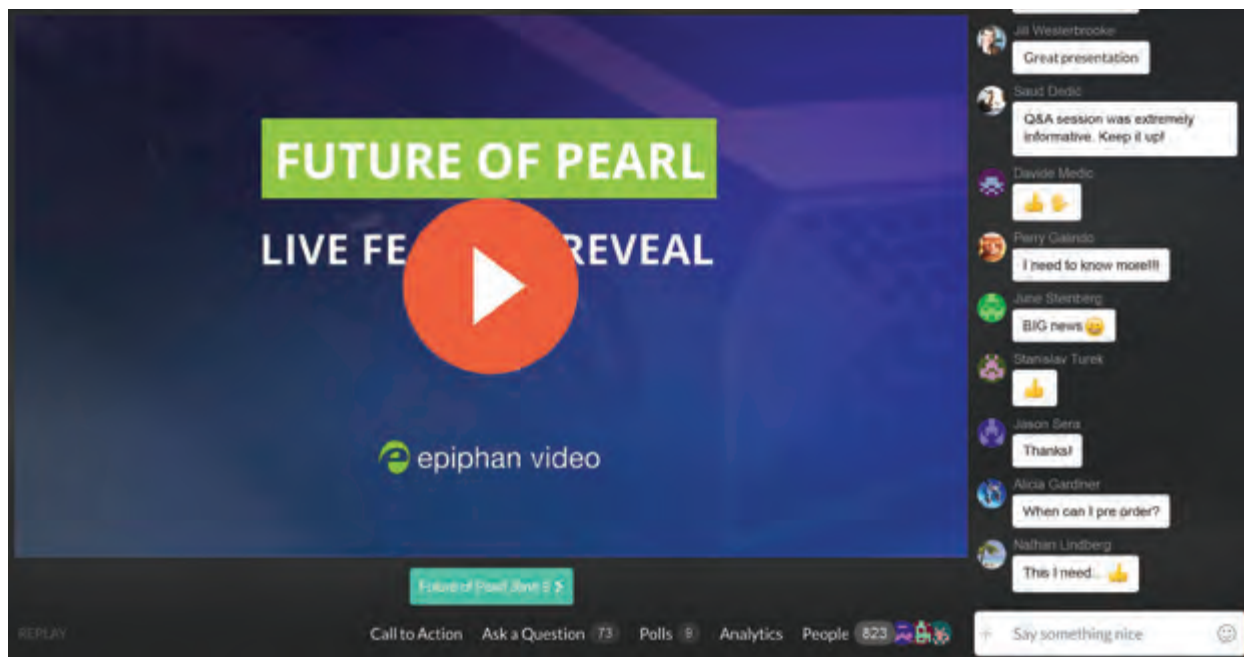 FUTURE OF PEARL
LIVE FE REVEAL
epiphan video
REPLAY
Call to Action Ask a Question 73 Polls 9 Analytics People 823
Jill Westerbrooke
Great presentation
Saud Dedic
Q&A session was extremely
informative. Keep it up!
Davide Medic
Perry Galindo
I need to know more!!!
June Steinberg
BIG news
Stanislav Turek
Jason Sera
Thanks!
Alicia Gardner
When can I pre order?
Nathan Lindberg
This I need..
Say something nice